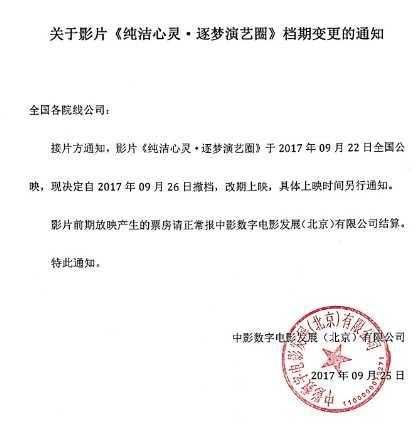 关于影片《纯洁心灵·逐梦演艺圈》档期变更的通知
全国各院线公司：
接片方通知，影片《纯洁心灵·逐梦演艺圈》于 2017 年 09 月 22 日全国公
映，现决定自 2017 年 09 月 26 日撤档，改期上映，具体上映时间另行通知。
影片前期放映产生的票房请正常报中影数字电影发展（北京）有限公司结算。
特此通知。
中影数字电影发展（北京）有限公司
2017 年 09 月 25 日
中影数字电影发展(北京)有限公司